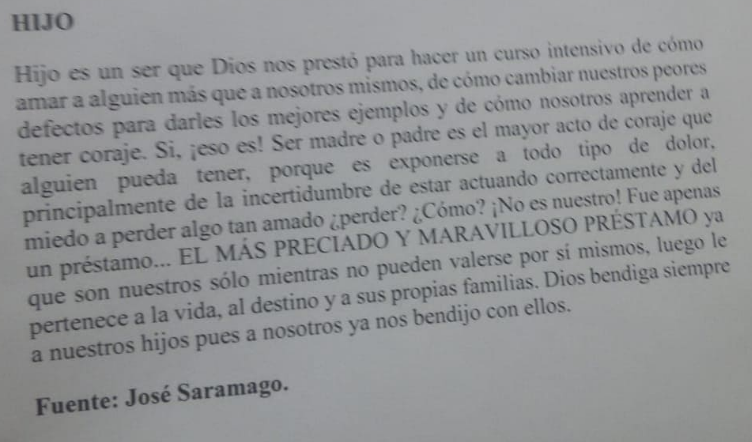 HIJO
Hijo es un ser que Dios nos prestó para hacer un curso intensivo de cómo
amar a alguien más que a nosotros mismos, de cómo cambiar nuestros peores
defectos para darles los mejores ejemplos y de cómo nosotros aprender a
tener coraje. Si, ¡eso es! Ser madre o padre es el mayor acto de coraje que
alguien pueda tener, porque es exponerse a todo tipo de dolor,
principalmente de la incertidumbre de estar actuando correctamente y del
miedo a perder algo tan amado ¿perder? ¿Cómo? ¡No es nuestro! Fue apenas
un préstamo... EL MÁS PRECIADO Y MARAVILLOSO PRÉSTAMO ya
que son nuestros sólo mientras no pueden valerse por sí mismos, luego le
pertenece a la vida, al destino y a sus propias familias. Dios bendiga siempre
a nuestros hijos pues a nosotros ya nos bendijo con ellos.
Fuente: José Saramago.